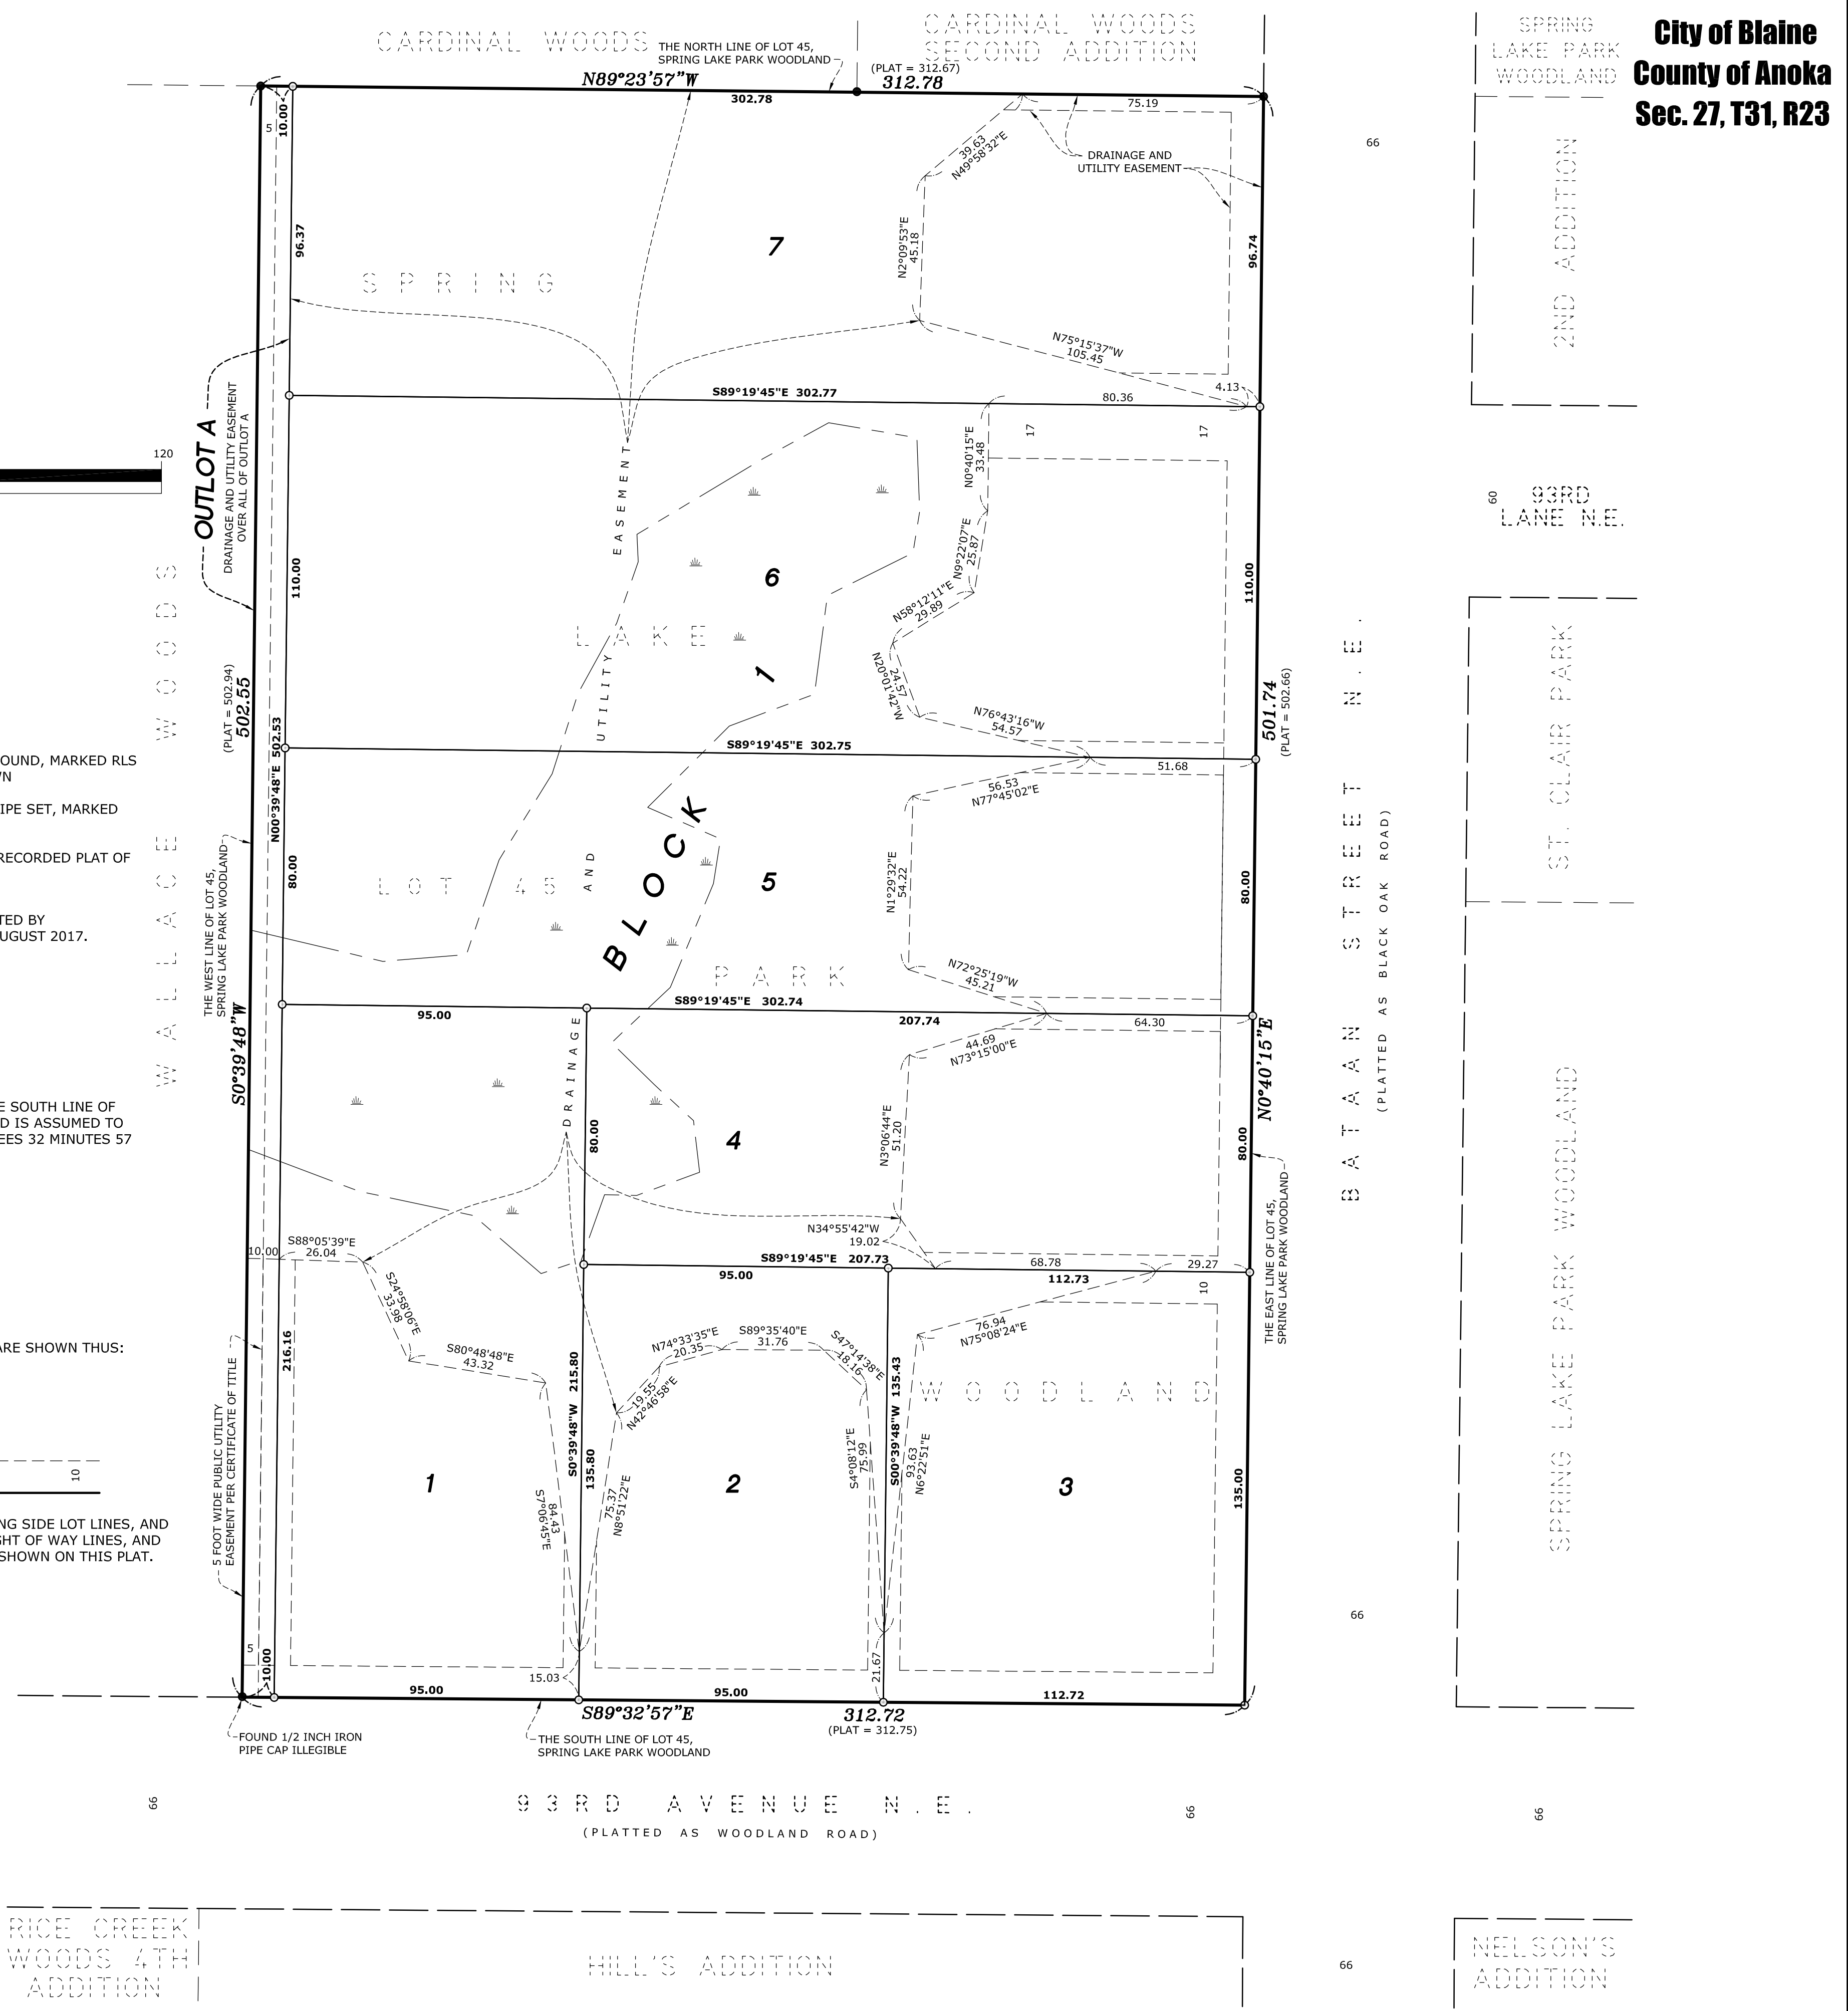 City of Blaine
County of Anoka
Sec. 27, T31, R23
CARDINAL WOODS
CARDINAL WOODS
SECOND ADDITION
SPRING
LAKE PARK
WOODLAND
2ND ADDITION
THE NORTH LINE OF LOT 45,
SPRING LAKE PARK WOODLAND
(PLAT = 312.67)
N89°23'57"W
312.78
302.78
75.19
10.00
5
39.63
N49°58'32"E
DRAINAGE AND
UTILITY EASEMENT
66
96.37
7
N2°09'53"E
45.18
96.74
SPRING
N75°15'37"W
105.45
4.13
S89°19'45"E 302.77
80.36
OUTLOT A
DRAINAGE AND UTILITY EASEMENT
OVER ALL OF OUTLOT A
120
17
17
N0°40'15"E
33.48
EASEMENT
60
93RD
LANE N.E.
110.00
6
N9°22'07"E
25.87
110.00
N58°12'11"E
29.89
LAKE
1
UTILITY
N20°01'42"W
24.57
N76°43'16"W
54.57
(PLAT = 502.94)
502.55
501.74
(PLAT = 502.66)
N00°39'48"E 502.53
S89°19'45"E 302.75
51.68
WALLACE WOODS
ST. CLAIR PARK
OUND, MARKED RLS
WN
IPE SET, MARKED
RECORDED PLAT OF
TED BY
UGUST 2017.
56.53
N77°45'02"E
BLOCK
80.00
LOT 45
AND
5
N1°29'32"E
54.22
80.00
THE WEST LINE OF LOT 45,
SPRING LAKE PARK WOODLAND
PARK
N72°25'19"W
45.21
S89°19'45"E 302.74
95.00
207.74
64.30
S0°39'48"W
N0°40'15"E
BATAAN STREET N.E.
(PLATTED AS BLACK OAK ROAD)
44.69
N73°15'00"E
DRAINAGE
E SOUTH LINE OF
D IS ASSUMED TO
EES 32 MINUTES 57
80.00
4
N3°06'44"E
51.20
80.00
SPRING LAKE PARK WOODLAND
THE EAST LINE OF LOT 45,
SPRING LAKE PARK WOODLAND
N34°55'42"W
19.02
10.00
S88°05'39"E
26.04
S89°19'45"E 207.73
68.78
29.27
95.00
112.73
10
S24°58'06"E
33.98
ARE SHOWN THUS:
216.16
S80°48'48"E
43.32
N74°33'35"E
20.35
S89°35'40"E
31.76
S47°14'38"E
18.16
76.94
N75°08'24"E
19.55
N42°46'58"E
WOODLAND
S0°39'48"W 215.80
S00°39'48"W 135.43
5 FOOT WIDE PUBLIC UTILITY
EASEMENT PER CERTIFICATE OF TITLE
10
1
135.80
2
S4°08'12"E
75.99
93.63
N6°22'51"E
3
135.00
S7°06'45"E
84.43
75.37
N8°51'22"E
NG SIDE LOT LINES, AND
GHT OF WAY LINES, AND
SHOWN ON THIS PLAT.
66
5
10.00
15.03
21.67
95.00
95.00
112.72
S89°32'57"E
312.72
(PLAT = 312.75)
FOUND 1/2 INCH IRON
PIPE CAP ILLEGIBLE
THE SOUTH LINE OF LOT 45,
SPRING LAKE PARK WOODLAND
66
93RD AVENUE N.E.
(PLATTED AS WOODLAND ROAD)
66
66
RICE CREEK
WOODS 4TH
ADDITION
HILL'S ADDITION
66
NELSON'S
ADDITION